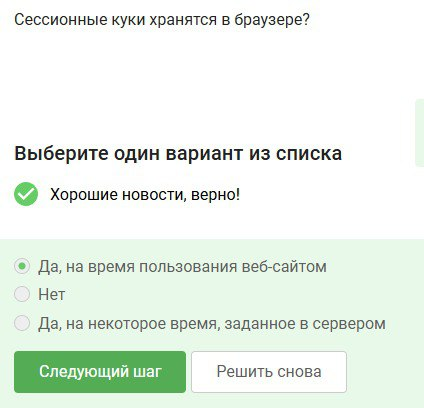 Сессионные куки хранятся в браузере?
Выберите один вариант из списка
Хорошие новости, верно!
Да, на время пользования веб-сайтом
Нет
Да, на некоторое время, заданное в сервером
Следующий шаг
Решить снова